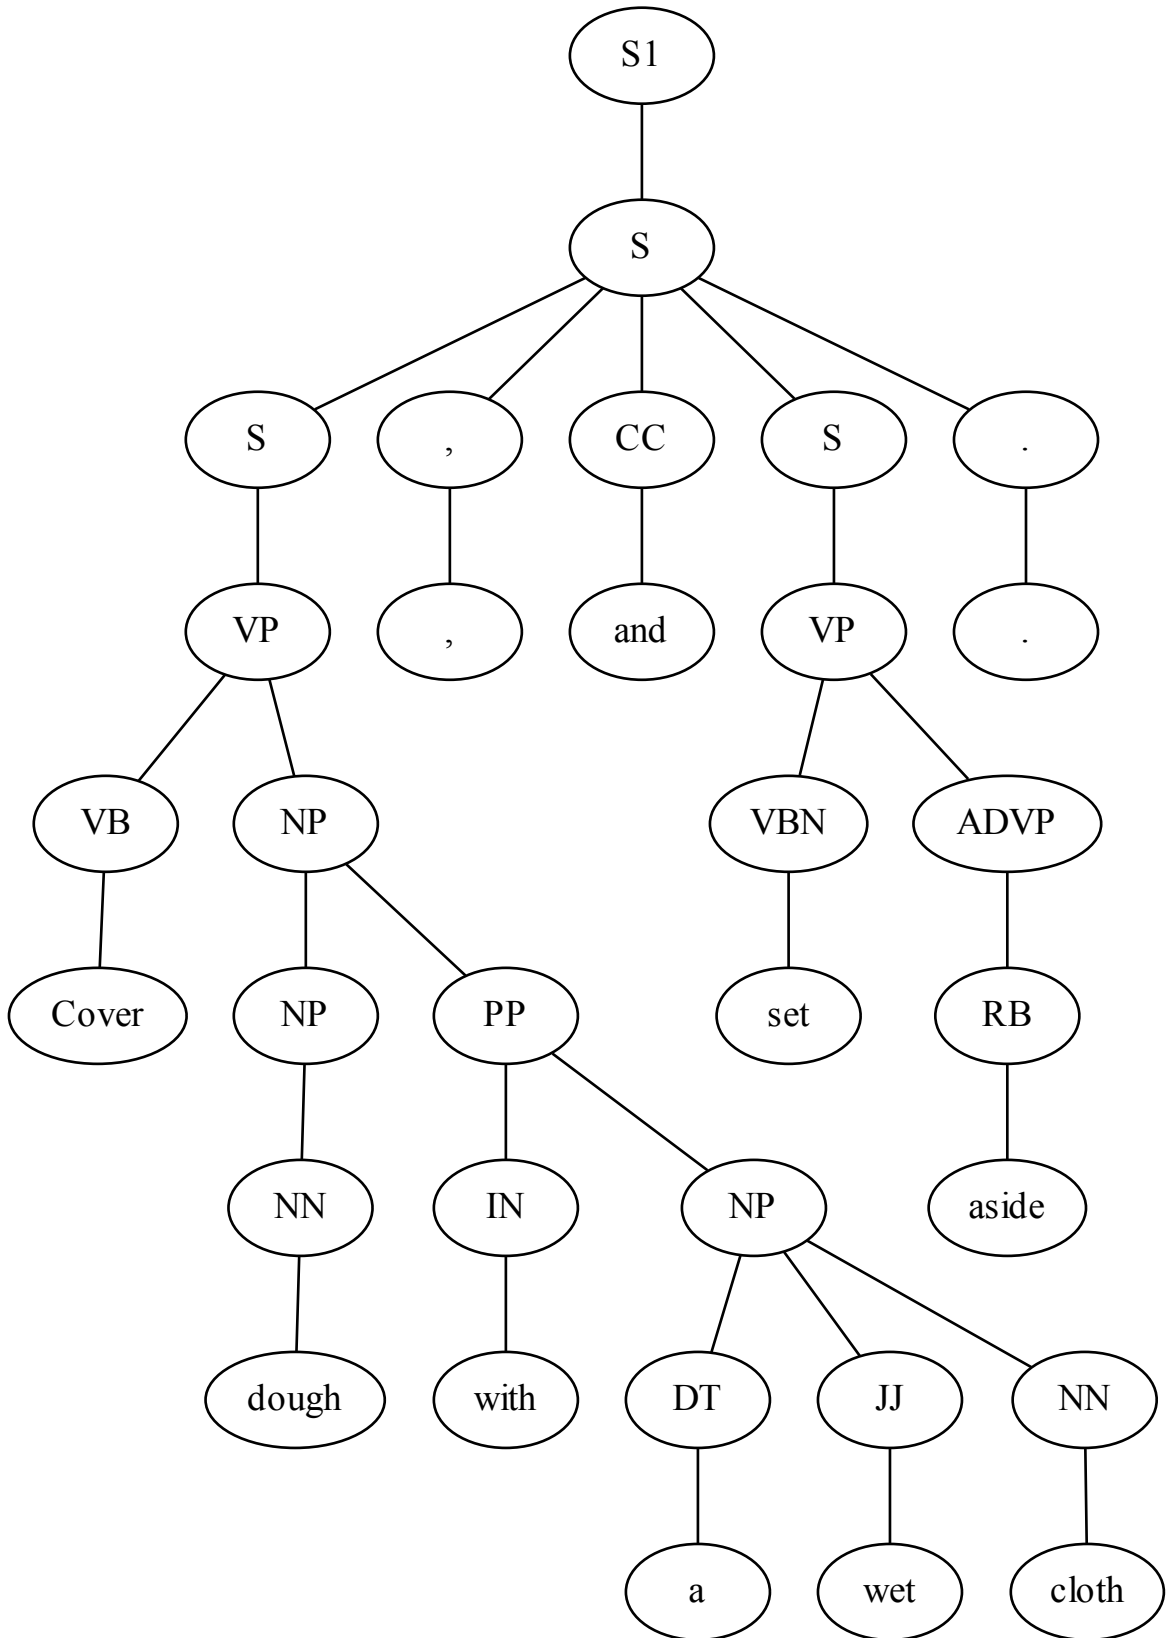 S1
S
S , CC S .
VP , and VP .
VB NP VBN ADVP
Cover NP PP set RB
NN IN NP aside
dough with DT JJ NN
a wet cloth